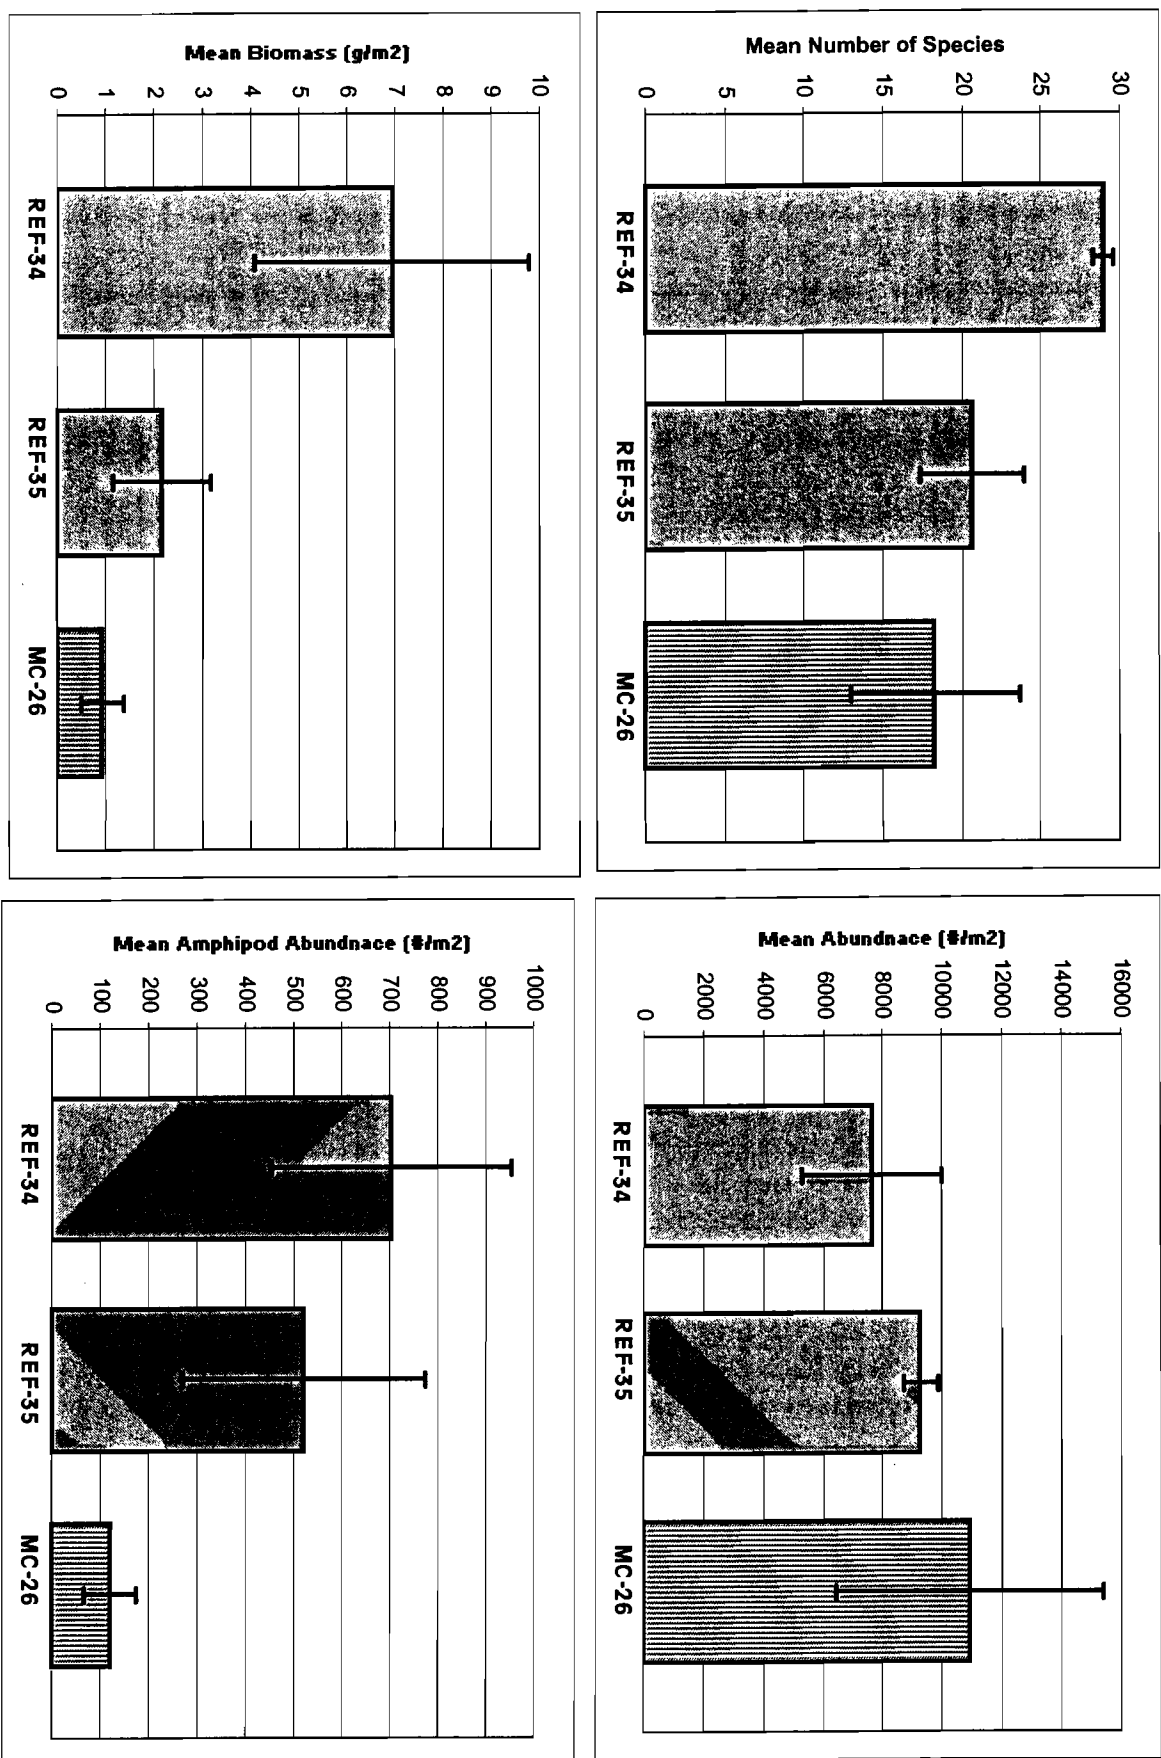 Mean Number of Species
30
25
20
15
10
5
0
REF-34
REF-35
MC-26
Mean Abundnace (#/m2)
16000
14000
12000
10000
8000
6000
4000
2000
0
REF-34
REF-35
MC-26
Mean Biomass (g/m2)
10
9
8
7
6
5
4
3
2
1
0
REF-34
REF-35
MC-26
Mean Amphipod Abundnace (#/m2)
1000
900
800
700
600
500
400
300
200
100
0
REF-34
REF-35
MC-26